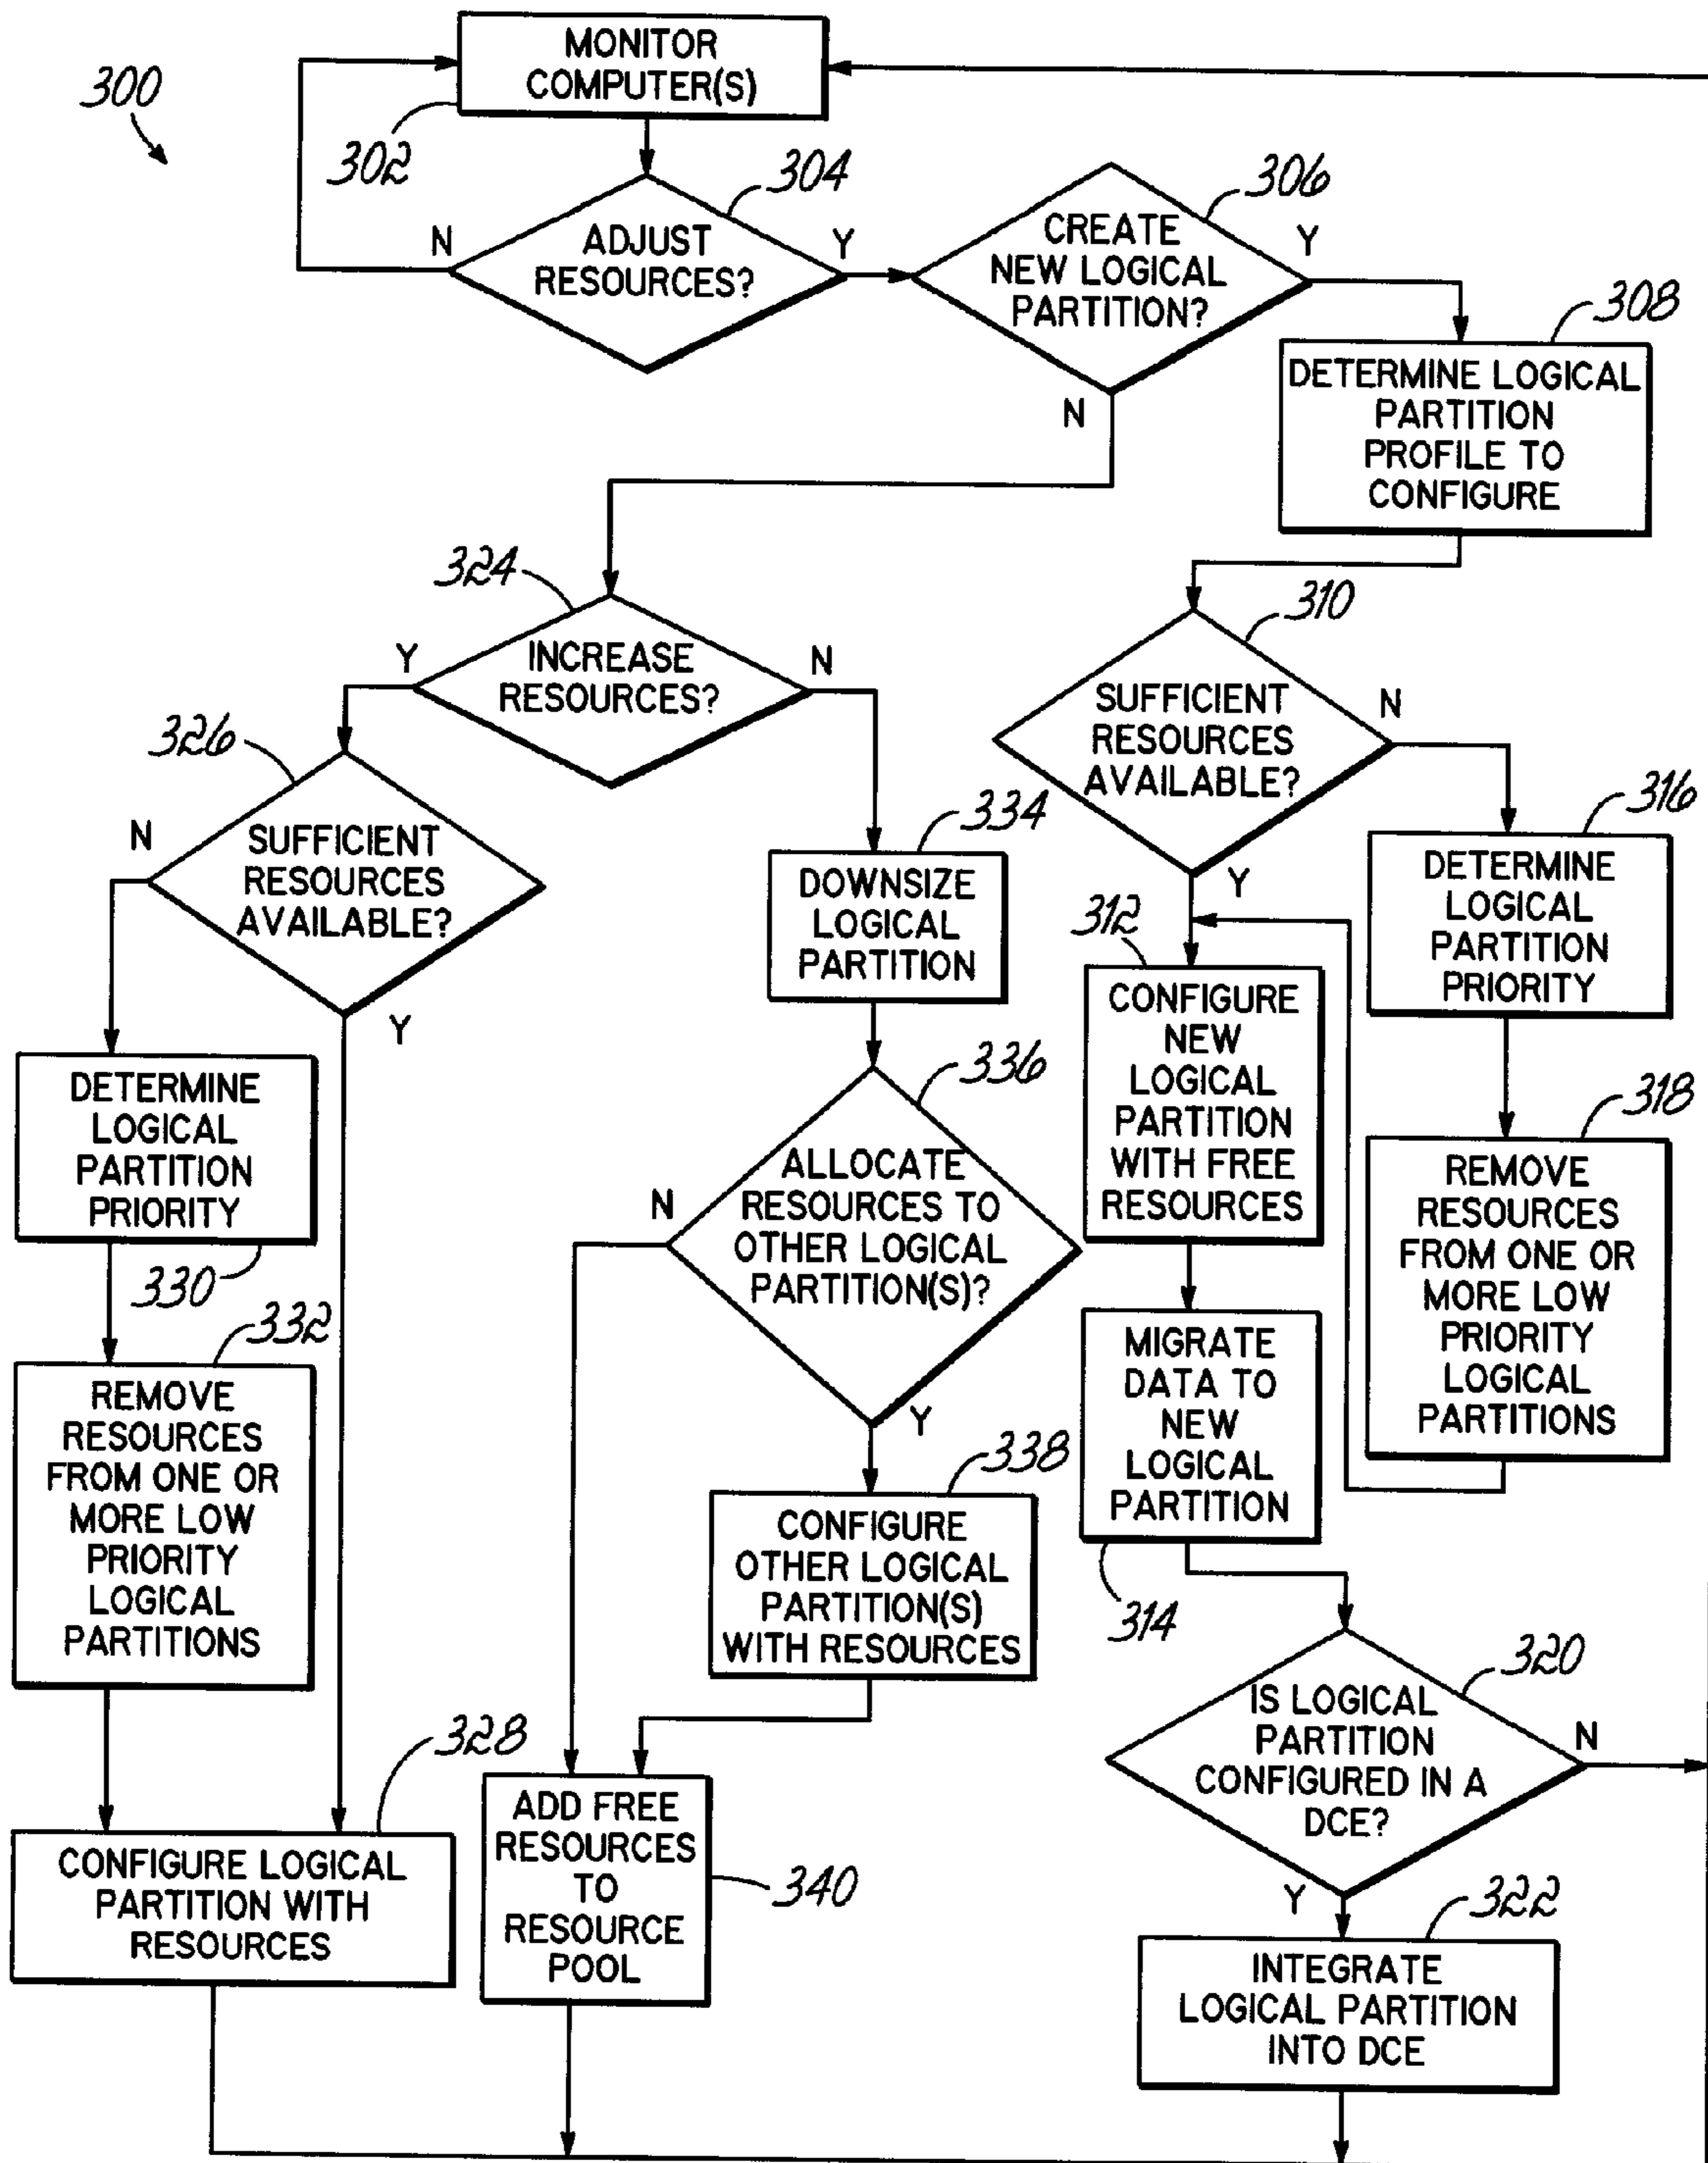 300
MONITOR
COMPUTER(S)
302
304
ADJUST
RESOURCES?
N
Y
306
CREATE
NEW LOGICAL
PARTITION?
Y
N
308
DETERMINE LOGICAL
PARTITION
PROFILE TO
CONFIGURE
324
INCREASE
RESOURCES?
Y
N
310
SUFFICIENT
RESOURCES
AVAILABLE?
N
Y
326
SUFFICIENT
RESOURCES
AVAILABLE?
N
Y
334
DOWNSIZE
LOGICAL
PARTITION
312
CONFIGURE
NEW
LOGICAL
PARTITION
WITH FREE
RESOURCES
316
DETERMINE
LOGICAL
PARTITION
PRIORITY
DETERMINE
LOGICAL
PARTITION
PRIORITY
330
336
ALLOCATE
RESOURCES TO
OTHER LOGICAL
PARTITION(S)?
N
Y
318
REMOVE
RESOURCES
FROM ONE OR
MORE LOW
PRIORITY
LOGICAL
PARTITIONS
332
REMOVE
RESOURCES
FROM ONE OR
MORE LOW
PRIORITY
LOGICAL
PARTITIONS
MIGRATE
DATA TO
NEW
LOGICAL
PARTITION
314
338
CONFIGURE
OTHER LOGICAL
PARTITION(S)
WITH RESOURCES
320
IS LOGICAL
PARTITION
CONFIGURED IN A
DCE?
N
Y
328
CONFIGURE LOGICAL
PARTITION WITH
RESOURCES
ADD FREE
RESOURCES
TO
RESOURCE
POOL
340
322
INTEGRATE
LOGICAL PARTITION
INTO DCE